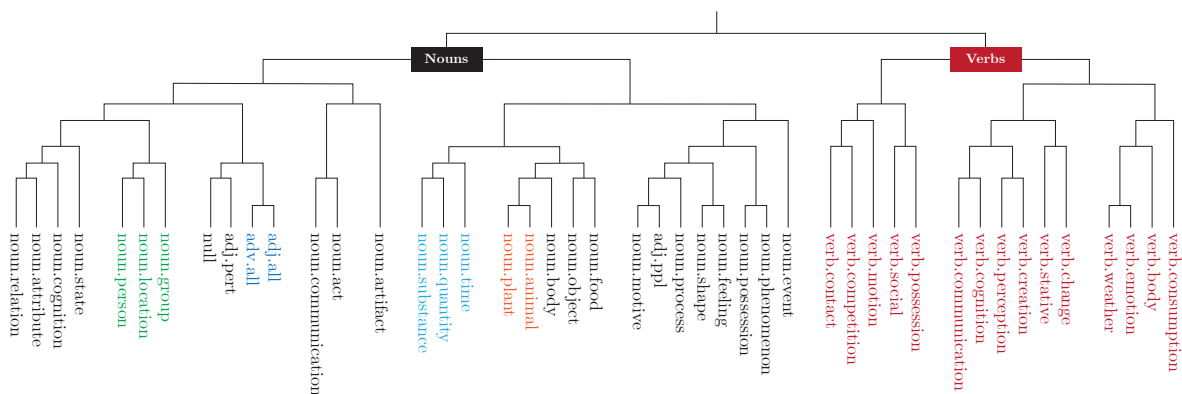 Nouns
Verbs
noun.relation
noun.attribute
noun.cognition
noun.state
noun.person
noun.location
noun.group
null
adj.pert
adv.all
adj.all
noun.communication
noun.act
noun.artifact
noun.substance
noun.quantity
noun.time
noun.plant
noun.animal
noun.body
noun.object
noun.food
noun.motive
adj.ppl
noun.process
noun.shape
noun.feeling
noun.possession
noun.phenomenon
noun.event
verb.contact
verb.competition
verb.motion
verb.social
verb.possession
verb.communication
verb.cognition
verb.perception
verb.creation
verb.stative
verb.change
verb.weather
verb.emotion
verb.body
verb.consumption